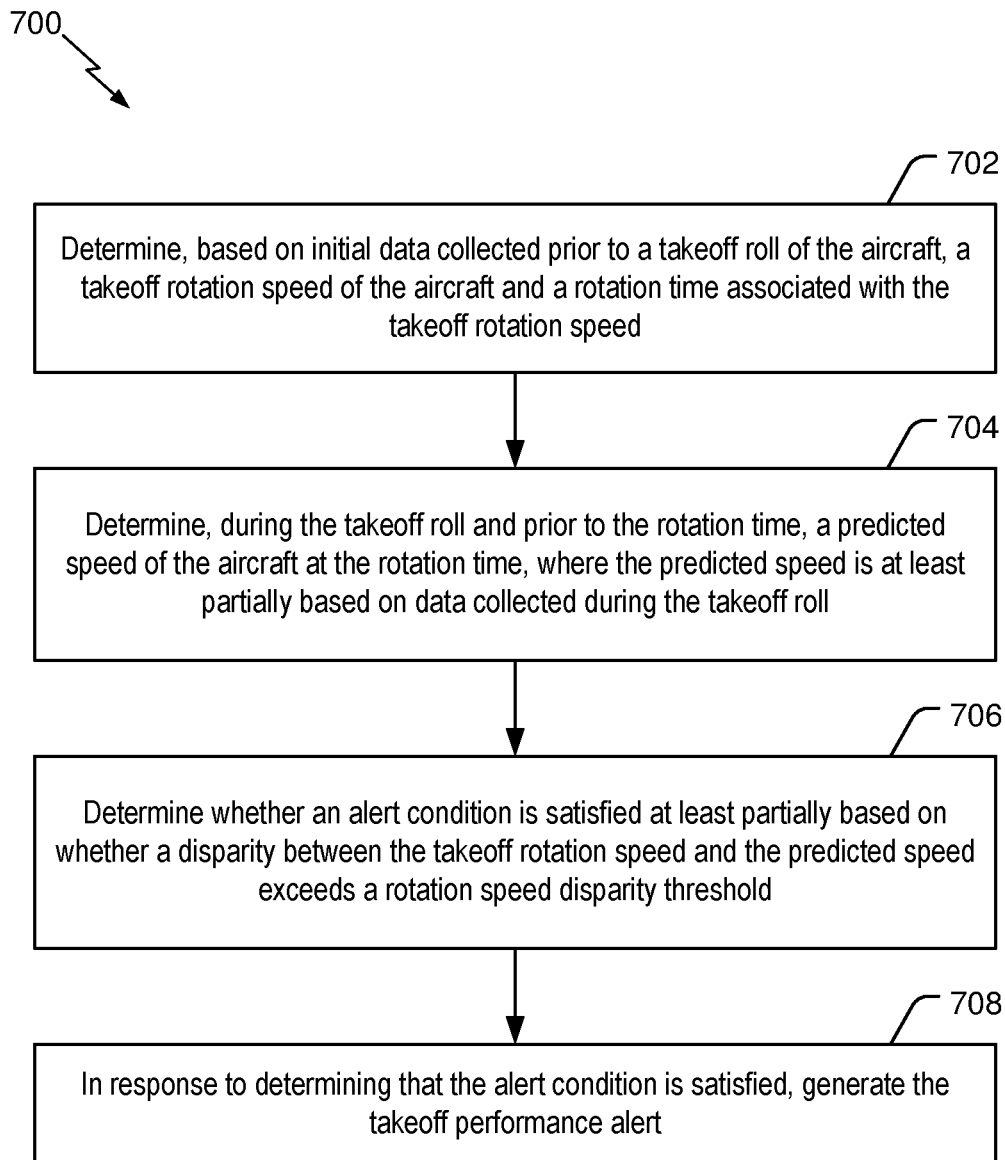 700
702
Determine, based on initial data collected prior to a takeoff roll of the aircraft, a
takeoff rotation speed of the aircraft and a rotation time associated with the
takeoff rotation speed
704
Determine, during the takeoff roll and prior to the rotation time, a predicted
speed of the aircraft at the rotation time, where the predicted speed is at least
partially based on data collected during the takeoff roll
706
Determine whether an alert condition is satisfied at least partially based on
whether a disparity between the takeoff rotation speed and the predicted speed
exceeds a rotation speed disparity threshold
708
In response to determining that the alert condition is satisfied, generate the
takeoff performance alert